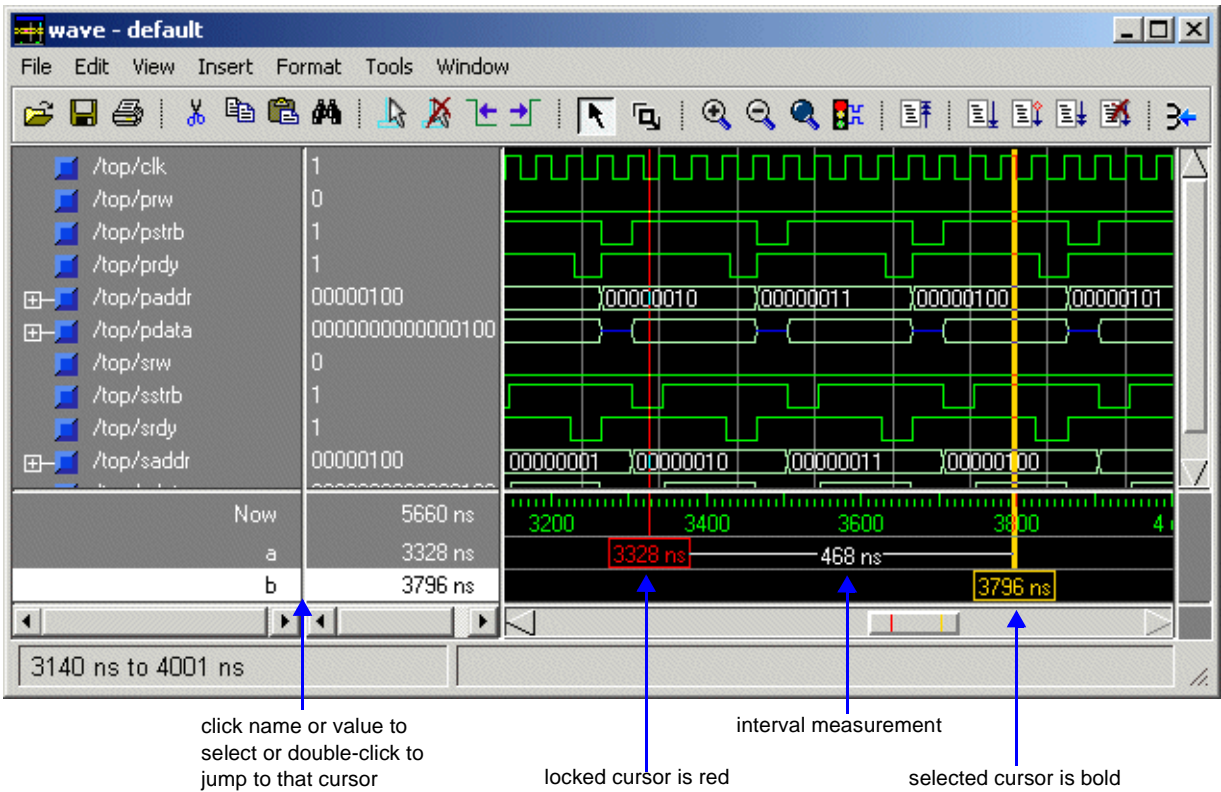 wave - default
File Edit View Insert Format Tools Window
/top/clk 1
/top/prw 0
/top/pstrb 1
/top/prdy 1
/top/paddr 00000100 00000010 00000011 00000100 00000101
/top/pdata 0000000000000100
/top/srw 0
/top/sstrb 1
/top/srdy 1
/top/saddr 00000100 00000001 00000010 00000011 00000100
Now 5660 ns 3200 3400 3600 3800 4
a 3328 ns 3328 ns 468 ns
b 3796 ns 3796 ns
3140 ns to 4001 ns
click name or value to
select or double-click to
jump to that cursor
locked cursor is red
interval measurement
selected cursor is bold